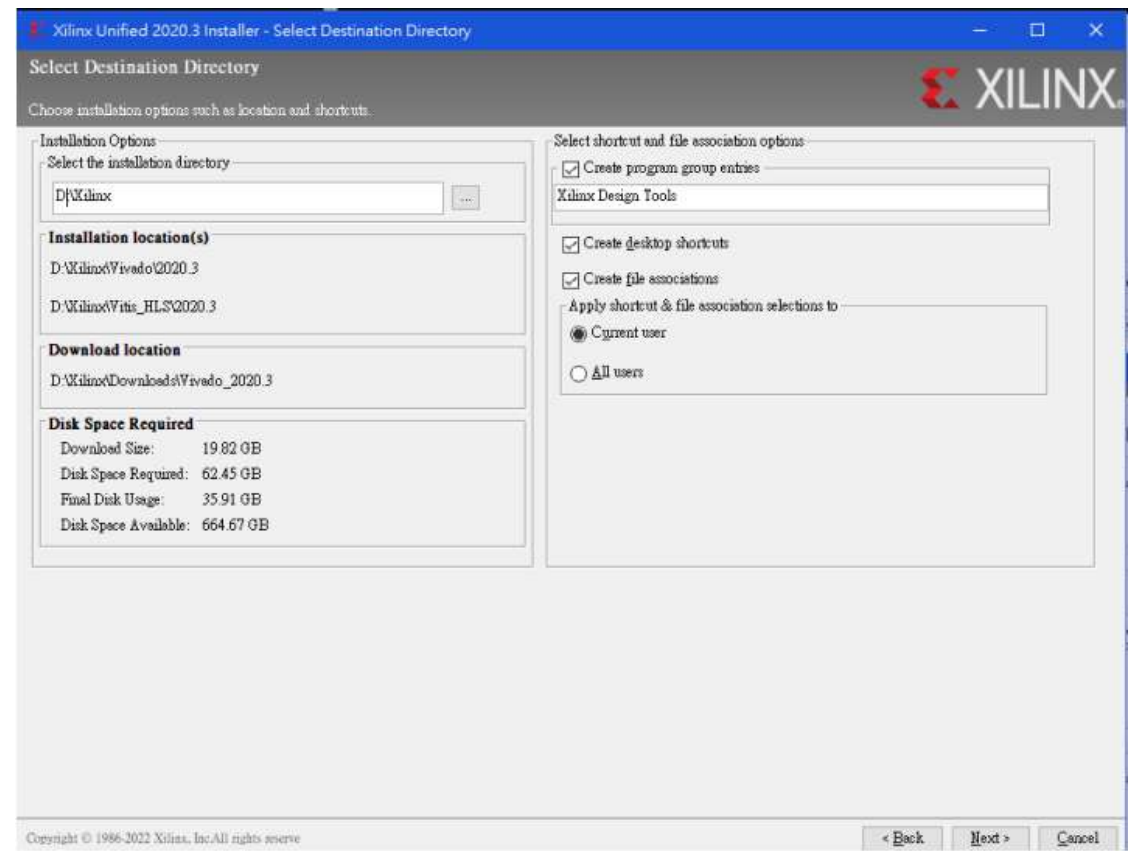 Xilinx Unified 2020.3 Installer - Select Destination Directory
Select Destination Directory
Choose installation options such as location and shortcuts.
XILINX.
Installation Options
Select the installation directory
D:\Xilinx
...
Installation location(s)
D:\Xilinx\Vivado\2020.3
D:\Xilinx\Vitis_HLS\2020.3
Download location
D:\Xilinx\Downloads\Vivado_2020.3
Disk Space Required
Download Size: 19.82 GB
Disk Space Required: 62.45 GB
Final Disk Usage: 35.91 GB
Disk Space Available: 664.67 GB
Select shortcut and file association options
Create program group entries
Xilinx Design Tools
Create desktop shortcuts
Create file associations
Apply shortcut & file association selections to
Current user
All users
Copyright © 1986-2022 Xilinx, Inc.All rights reserve
< Back
Next >
Cancel